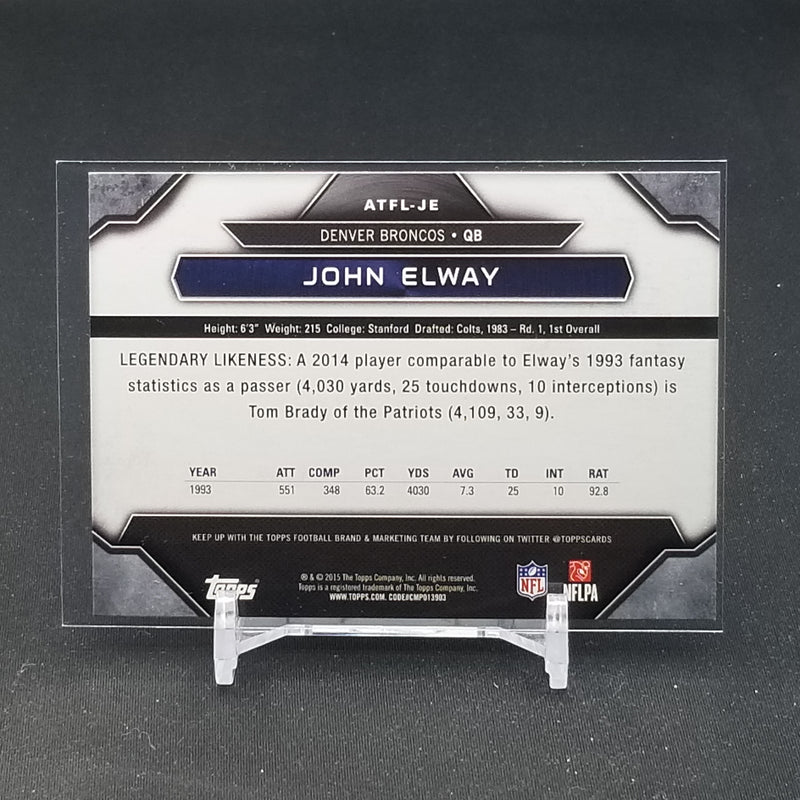 ATFL-JE
DENVER BRONCOS • QB
JOHN ELWAY
Height: 6'3" Weight: 215 College: Stanford Drafted: Colts, 1983 – Rd. 1, 1st Overall
LEGENDARY LIKENESS: A 2014 player comparable to Elway's 1993 fantasy
statistics as a passer (4,030 yards, 25 touchdowns, 10 interceptions) is
Tom Brady of the Patriots (4,109, 33, 9).
YEAR ATT COMP PCT YDS AVG TD INT RAT
1993 551 348 63.2 4030 7.3 25 10 92.8
KEEP UP WITH THE TOPPS FOOTBALL BRAND & MARKETING TEAM BY FOLLOWING ON TWITTER @TOPPSCARDS
topps
® & © 2015 The Topps Company, Inc. All rights reserved.
Topps is a registered trademark of The Topps Company, Inc.
WWW.TOPPS.COM. CODE#CMP013903
NFL
NFLPA